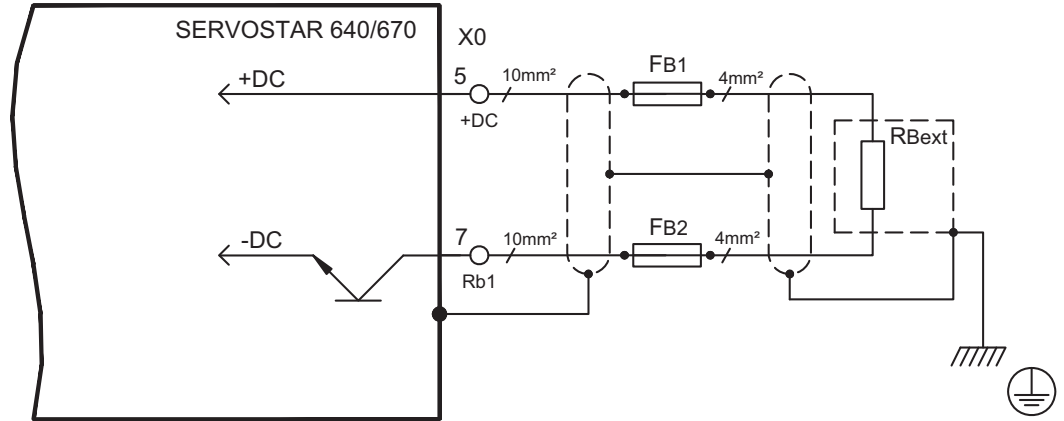 SERVOSTAR 640/670
X0
+DC
5
10mm²
FB1
4mm²
+DC
RBext
-DC
7
10mm²
FB2
4mm²
Rb1